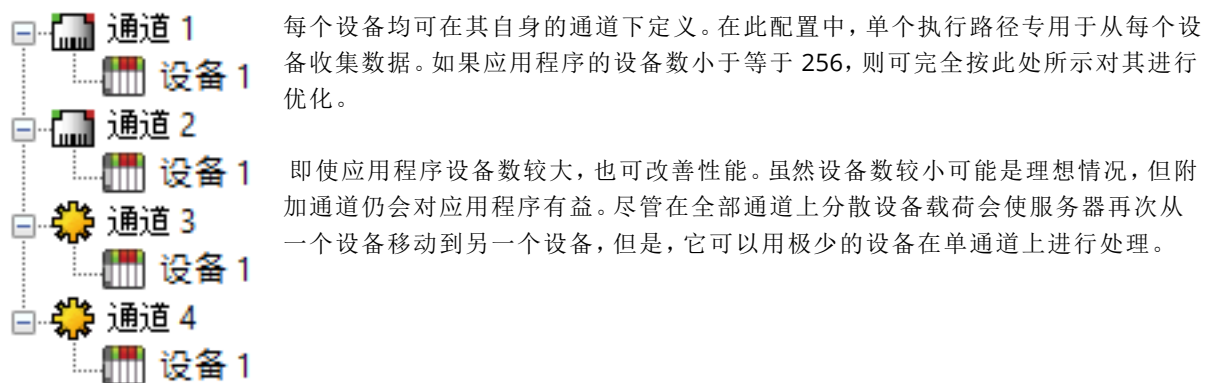 通道 1
设备 1
通道 2
设备 1
通道 3
设备 1
通道 4
设备 1
每个设备均可在其自身的通道下定义。在此配置中，单个执行路径专用于从每个设
备收集数据。如果应用程序的设备数小于等于 256，则可完全按此处所示对其进行
优化。
即使应用程序设备数较大，也可改善性能。虽然设备数较小可能是理想情况，但附
加通道仍会对应用程序有益。尽管在全部通道上分散设备载荷会使服务器再次从
一个设备移动到另一个设备，但是，它可以用极少的设备在单通道上进行处理。